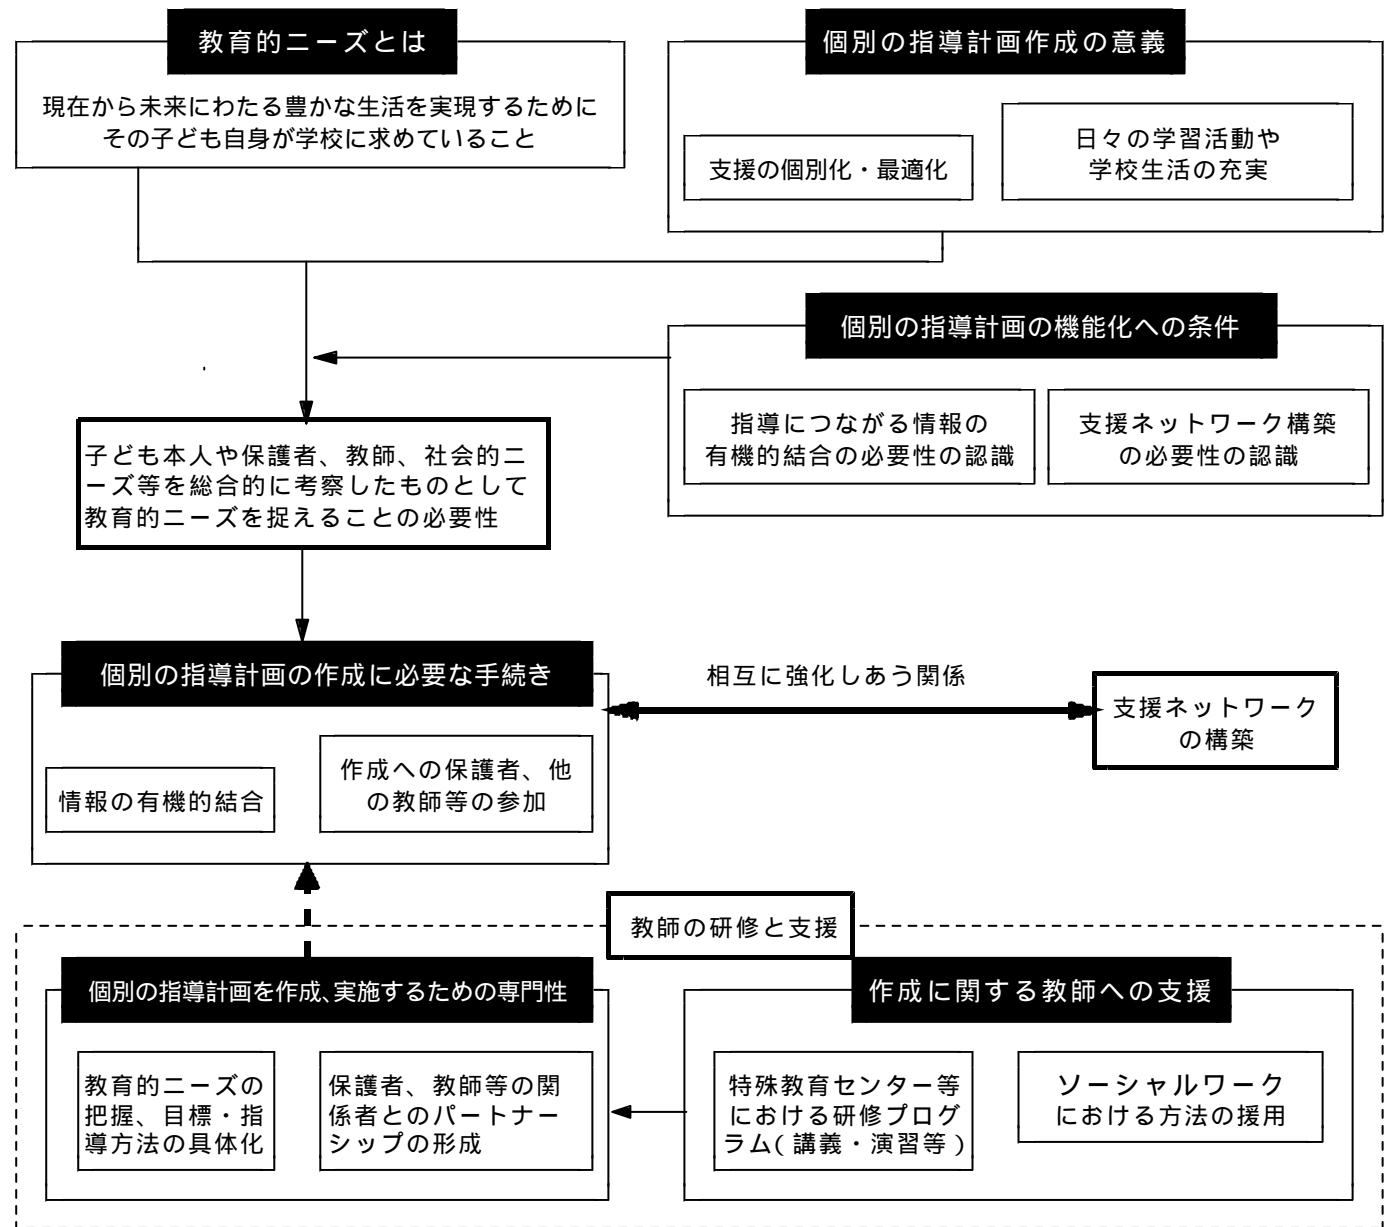 教育的ニーズとは
現在から未来にわたる豊かな生活を実現するために
その子ども自身が学校に求めていること
個別の指導計画作成の意義
支援の個別化・最適化
日々の学習活動や
学校生活の充実
個別の指導計画の機能化への条件
指導につながる情報の
有機的結合の必要性の認識
支援ネットワーク構築
の必要性の認識
子ども本人や保護者、教師、社会的ニ
ーズ等を総合的に考察したものとして
教育的ニーズを捉えることの必要性
個別の指導計画の作成に必要な手続き
情報の有機的結合
作成への保護者、他
の教師等の参加
相互に強化しあう関係
支援ネットワーク
の構築
教師の研修と支援
個別の指導計画を作成、実施するための専門性
教育的ニーズの
把握、目標・指
導方法の具体化
保護者、教師等の関
係者とのパートナー
シップの形成
作成に関する教師への支援
特殊教育センター等
における研修プログ
ラム(講義・演習等)
ソーシャルワーク
における方法の援用